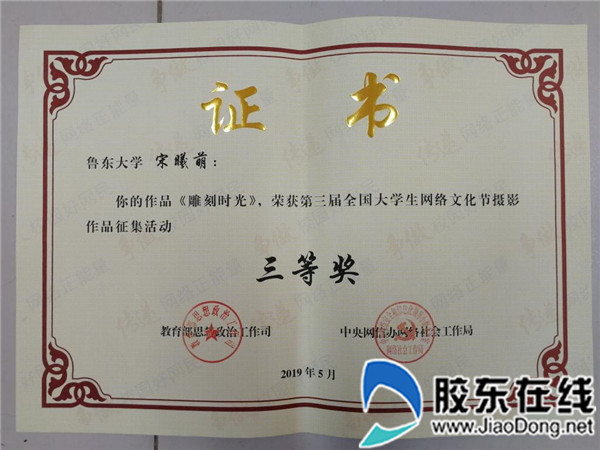 证书
鲁东大学 宋曦萌：
你的作品《雕刻时光》，荣获第三届全国大学生网络文化节摄影
作品征集活动
三等奖
教育部思想政治工作司
中央网信办网络社会工作局
2019年5月
胶东在线
www.JiaoDong.net